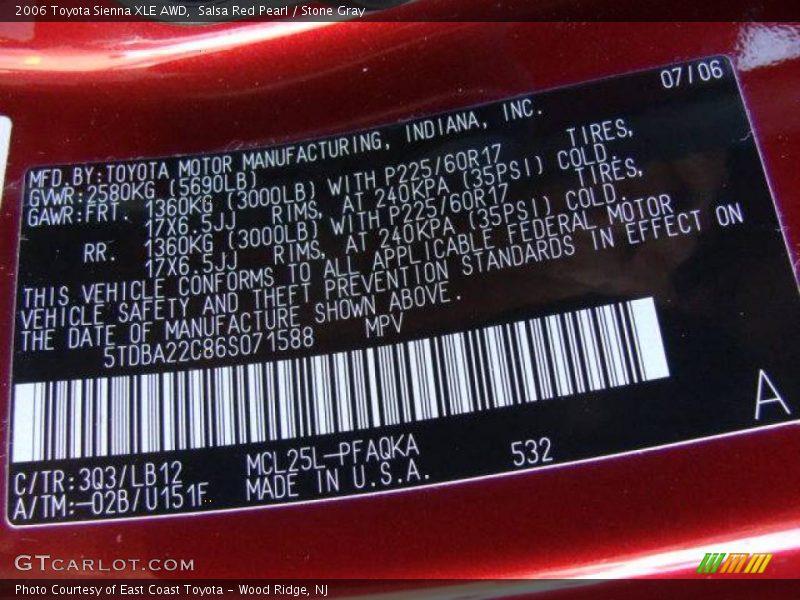 2006 Toyota Sienna XLE AWD,  Salsa Red Pearl / Stone Gray
07/06
MFD.BY:TOYOTA MOTOR MANUFACTURING, INDIANA, INC.
GVWR:2580KG (5690LB)
GAWR:FRT. 1360KG (3000LB) WITH P225/60R17 TIRES,
17X6.5JJ RIMS, AT 240KPA (35PSI) COLD.
RR. 1360KG (3000LB) WITH P225/60R17 TIRES,
17X6.5JJ RIMS, AT 240KPA (35PSI) COLD.
THIS VEHICLE CONFORMS TO ALL APPLICABLE FEDERAL MOTOR
VEHICLE SAFETY AND THEFT PREVENTION STANDARDS IN EFFECT ON
THE DATE OF MANUFACTURE SHOWN ABOVE.
5TDBA22C86S071588 MPV
A
C/TR:3Q3/LB12 MCL25L-PFAQKA 532
A/TM:-02B/U151F MADE IN U.S.A.
GTCARLOT.COM
Photo Courtesy of East Coast Toyota – Wood Ridge, NJ